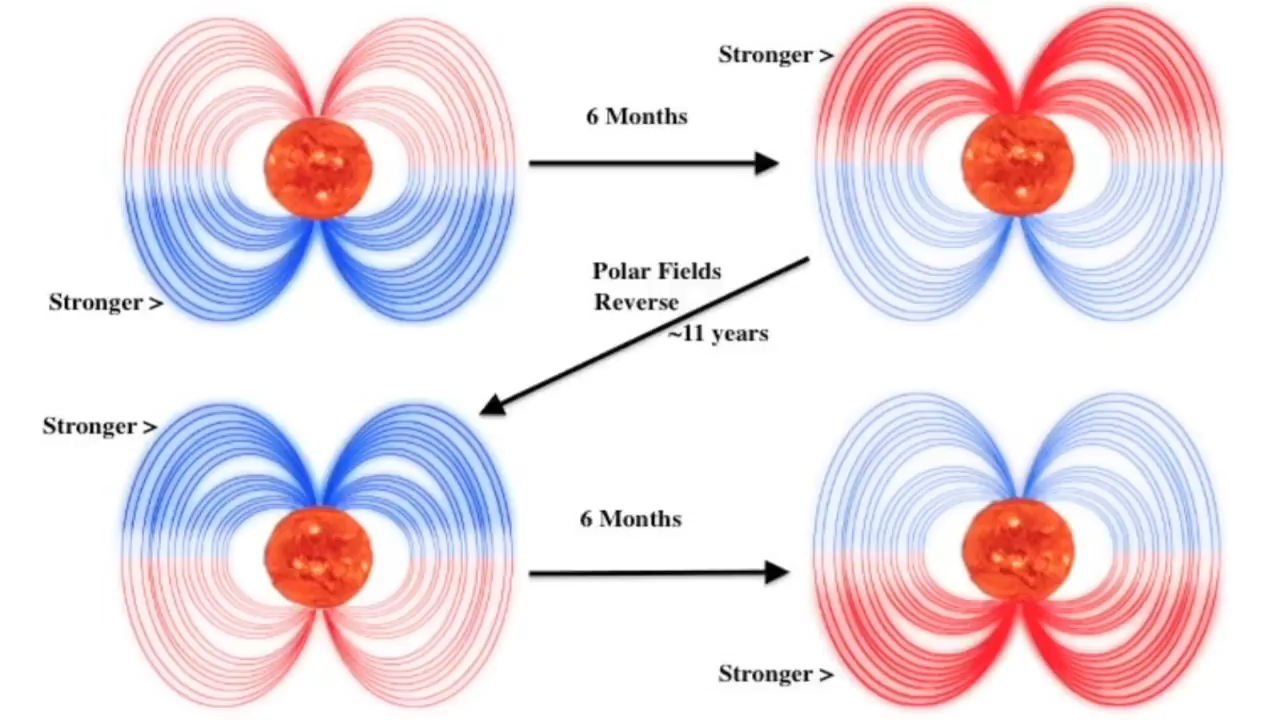 Stronger >
6 Months
Stronger >
Polar Fields
Reverse
~11 years
Stronger >
6 Months
Stronger >